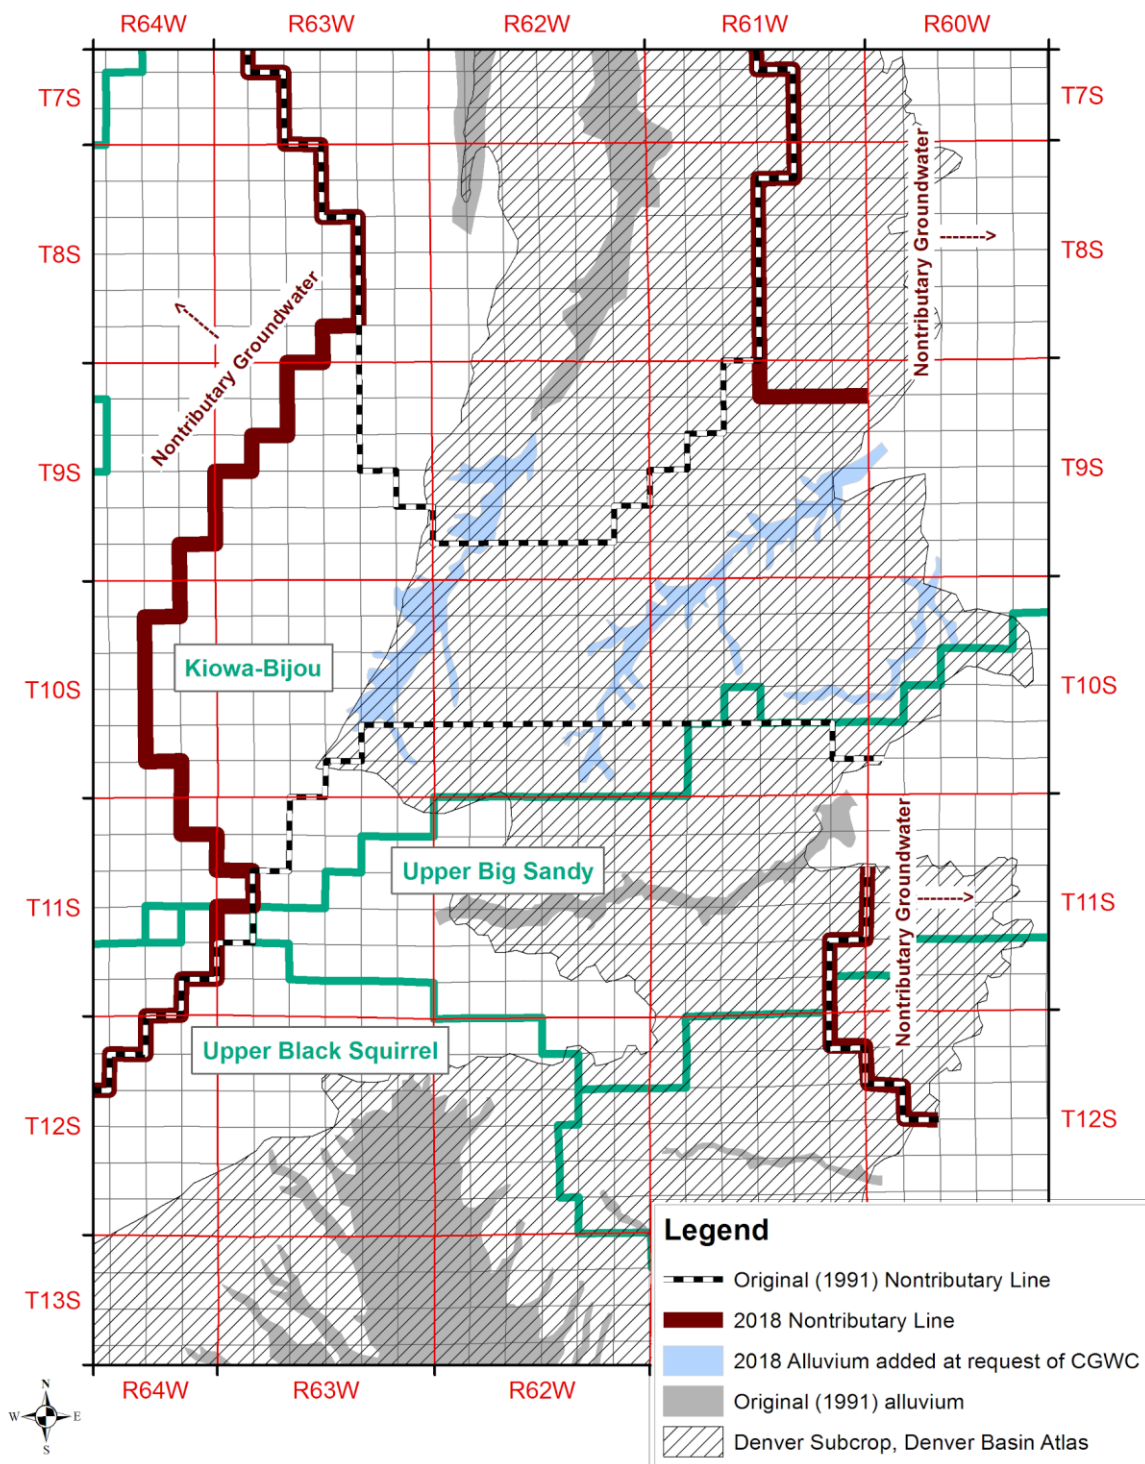 R64W R63W R62W R61W R60W
T7S T7S
T8S T8S
T9S T9S
T10S T10S
T11S T11S
T12S T12S
T13S
Nontributary Groundwater
Nontributary Groundwater
Nontributary Groundwater
Kiowa-Bijou
Upper Big Sandy
Upper Black Squirrel
R64W R63W R62W
N
W E
S
Legend
Original (1991) Nontributary Line
2018 Nontributary Line
2018 Alluvium added at request of CGWC
Original (1991) alluvium
Denver Subcrop, Denver Basin Atlas